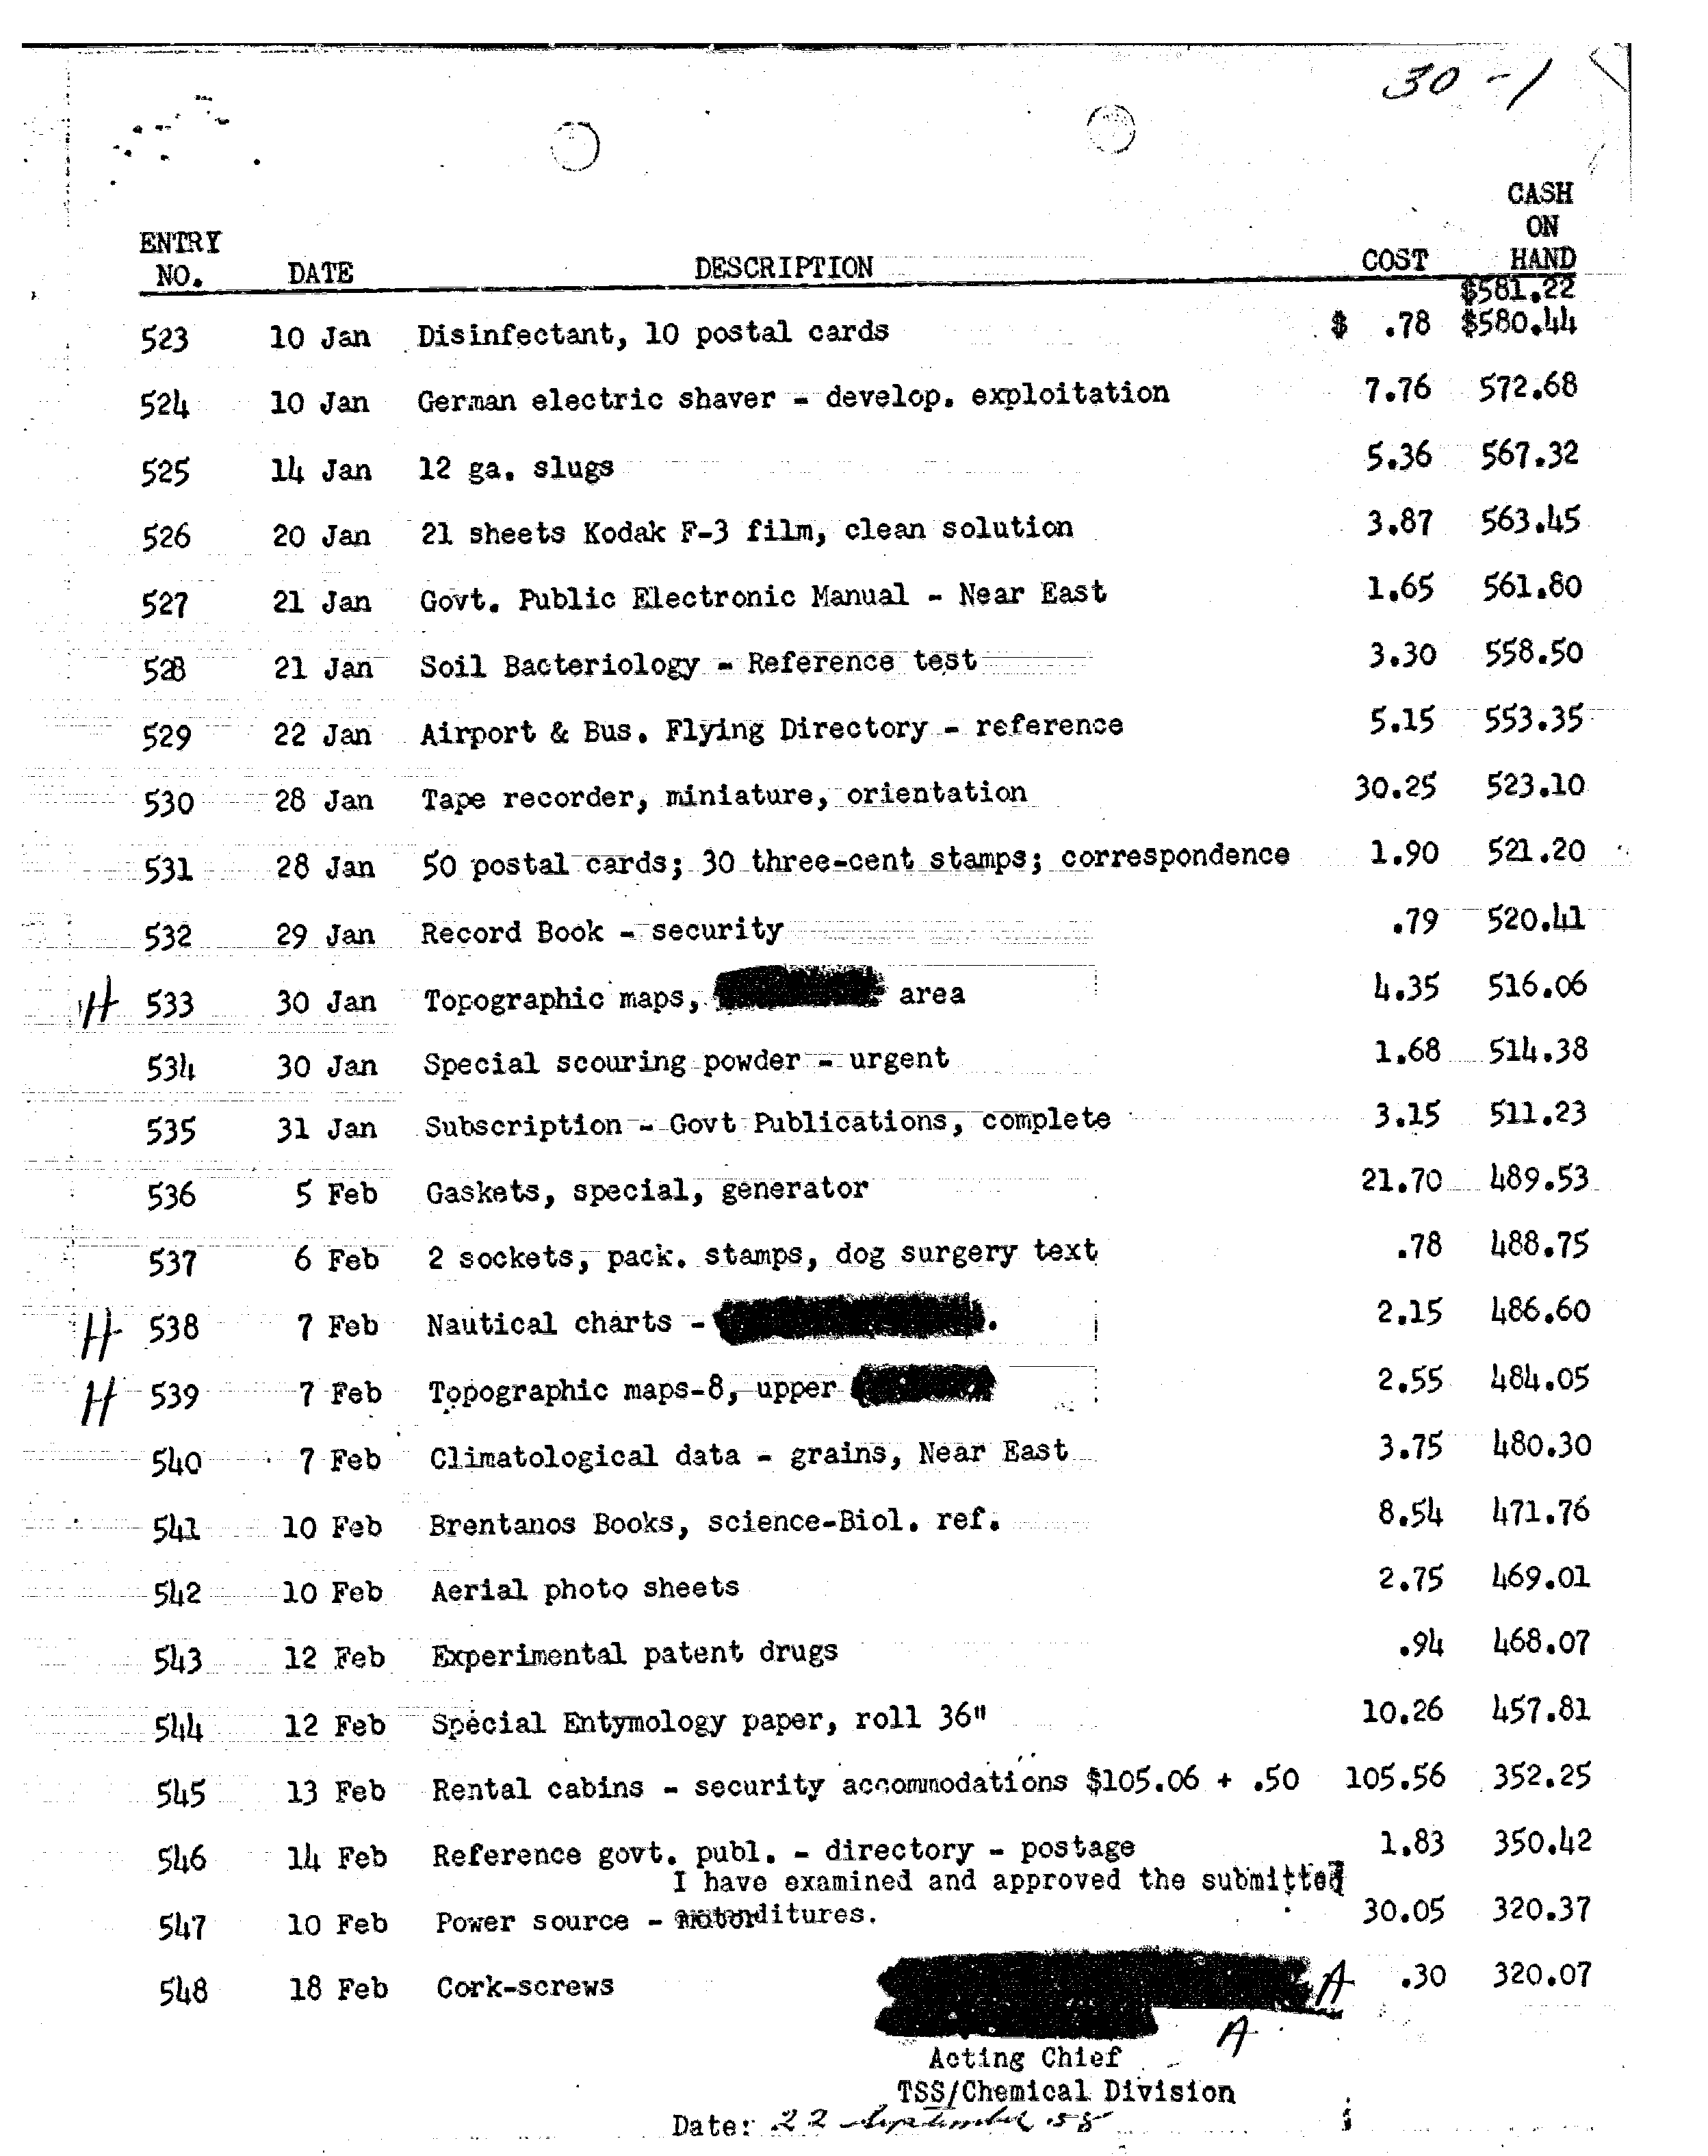 30-1
CASH
ON
ENTRY NO. DATE DESCRIPTION COST HAND
$581.22
523 10 Jan Disinfectant, 10 postal cards $ .78 $580.44
524 10 Jan German electric shaver - develop. exploitation 7.76 572.68
525 14 Jan 12 ga. slugs 5.36 567.32
526 20 Jan 21 sheets Kodak F-3 film, clean solution 3.87 563.45
527 21 Jan Govt. Public Electronic Manual - Near East 1.65 561.80
528 21 Jan Soil Bacteriology - Reference test 3.30 558.50
529 22 Jan Airport & Bus. Flying Directory - reference 5.15 553.35
530 28 Jan Tape recorder, miniature, orientation 30.25 523.10
531 28 Jan 50 postal cards; 30 three-cent stamps; correspondence 1.90 521.20
532 29 Jan Record Book - security .79 520.41
H 533 30 Jan Topographic maps, area 4.35 516.06
534 30 Jan Special scouring powder - urgent 1.68 514.38
535 31 Jan Subscription - Govt Publications, complete 3.15 511.23
536 5 Feb Gaskets, special, generator 21.70 489.53
537 6 Feb 2 sockets, pack. stamps, dog surgery text .78 488.75
H 538 7 Feb Nautical charts - . 2.15 486.60
H 539 7 Feb Topographic maps-8, upper 2.55 484.05
540 7 Feb Climatological data - grains, Near East 3.75 480.30
541 10 Feb Brentanos Books, science-Biol. ref. 8.54 471.76
542 10 Feb Aerial photo sheets 2.75 469.01
543 12 Feb Experimental patent drugs .94 468.07
544 12 Feb Special Entymology paper, roll 36" 10.26 457.81
545 13 Feb Rental cabins - security accommodations $105.06 + .50 105.56 352.25
546 14 Feb Reference govt. publ. - directory - postage 1.83 350.42
I have examined and approved the submitted
547 10 Feb Power source - 30.05 320.37
548 18 Feb Cork-screws .30 320.07
A
A
Acting Chief
TSS/Chemical Division
Date: 22 September 58